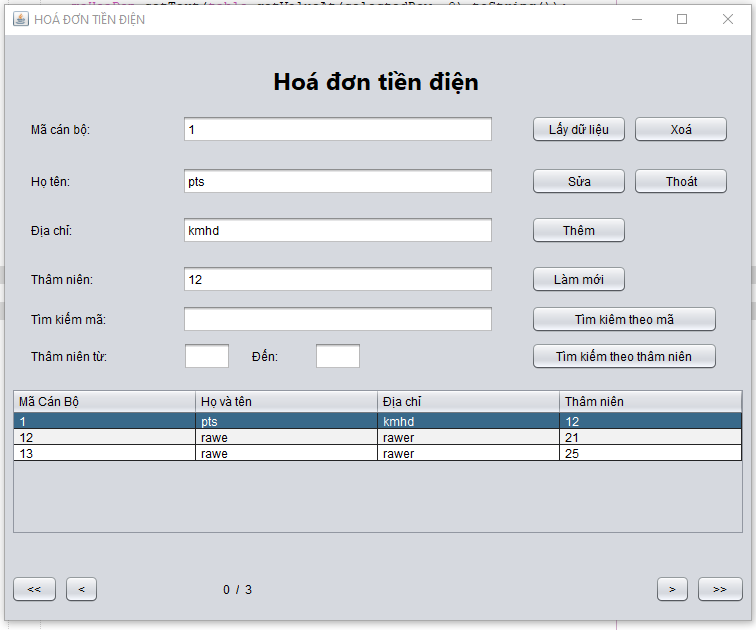 HOÁ ĐƠN TIỀN ĐIỆN
Hoá đơn tiền điện
Mã cán bộ: 1 Lấy dữ liệu Xoá
Họ tên: pts Sửa Thoát
Địa chỉ: kmhd Thêm
Thâm niên: 12 Làm mới
Tìm kiếm mã: Tìm kiêm theo mã
Thâm niên từ: Đến: Tìm kiếm theo thâm niên
Mã Cán Bộ Họ và tên Địa chỉ Thâm niên
1 pts kmhd 12
12 rawe rawer 21
13 rawe rawer 25
<< < 0 / 3 > >>